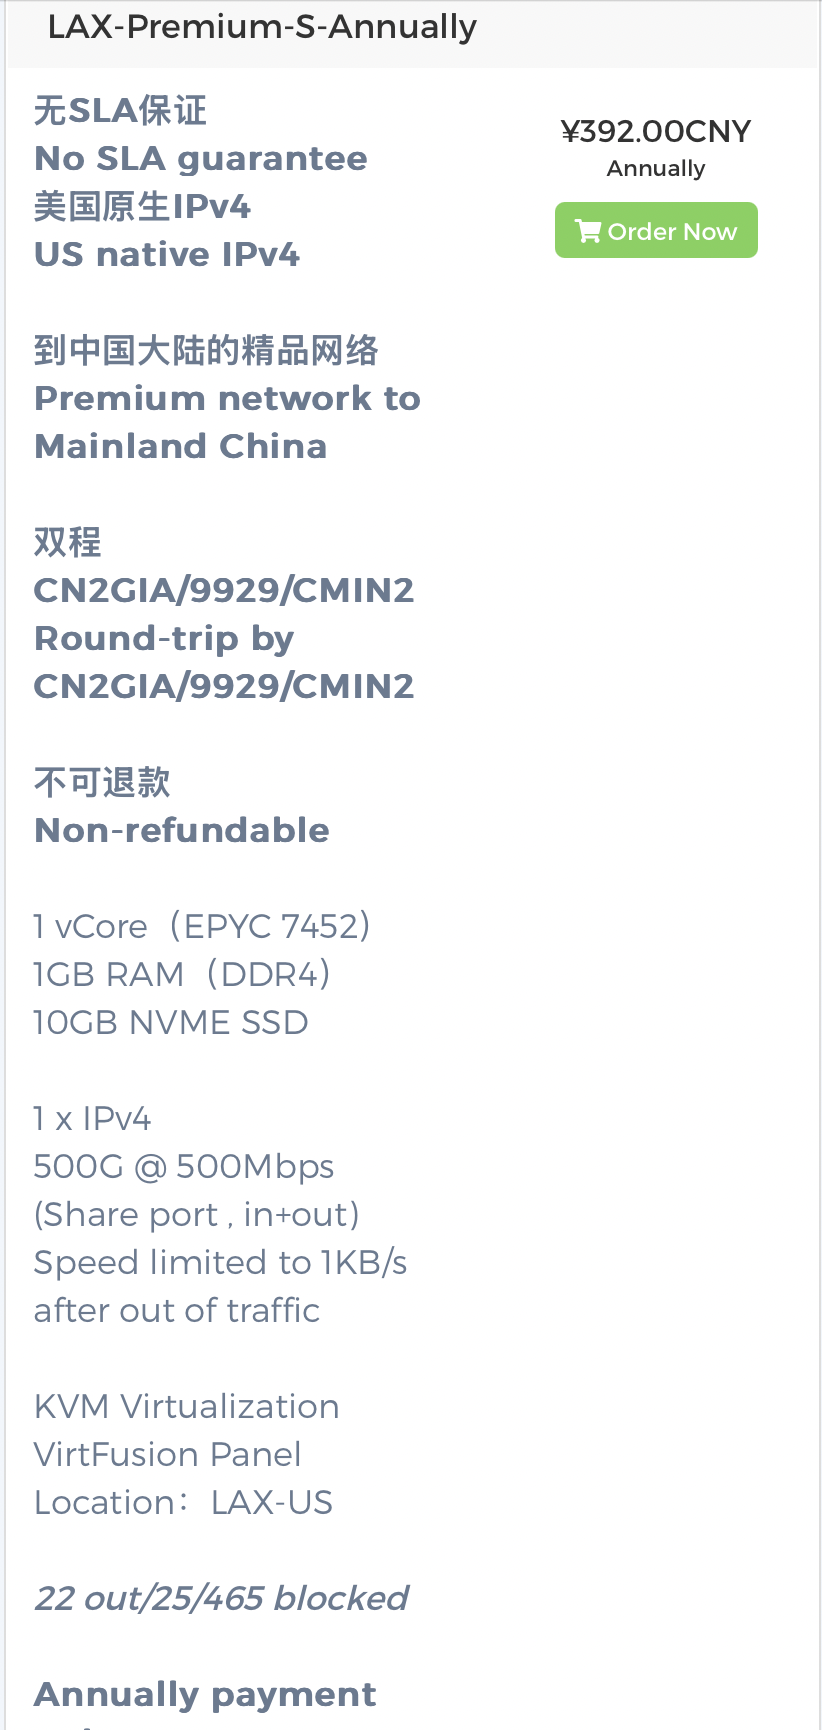 LAX-Premium-S-Annually
无SLA保证
No SLA guarantee
美国原生IPv4
US native IPv4
¥392.00CNY
Annually
Order Now
到中国大陆的精品网络
Premium network to
Mainland China
双程
CN2GIA/9929/CMIN2
Round-trip by
CN2GIA/9929/CMIN2
不可退款
Non-refundable
1 vCore（EPYC 7452）
1GB RAM（DDR4）
10GB NVME SSD
1 x IPv4
500G @ 500Mbps
(Share port , in+out)
Speed limited to 1KB/s
after out of traffic
KVM Virtualization
VirtFusion Panel
Location：LAX-US
22 out/25/465 blocked
Annually payment